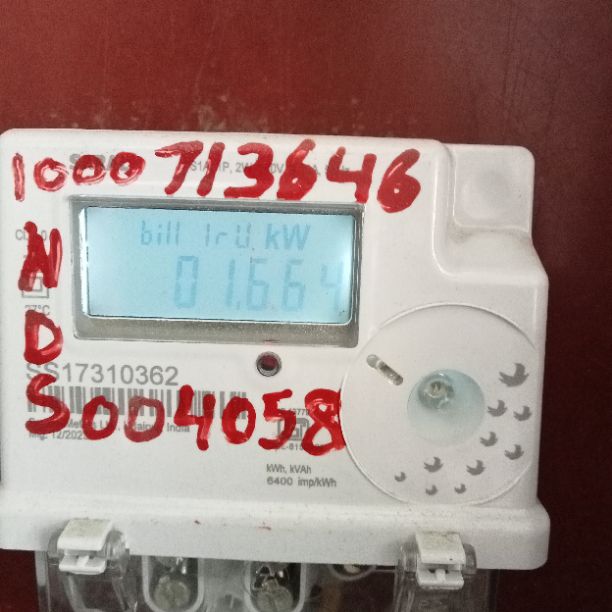 1000713646
bill 1rU kW
01.664
N
D
SS17310362
S004058
kWh, kVAh
6400 imp/kWh